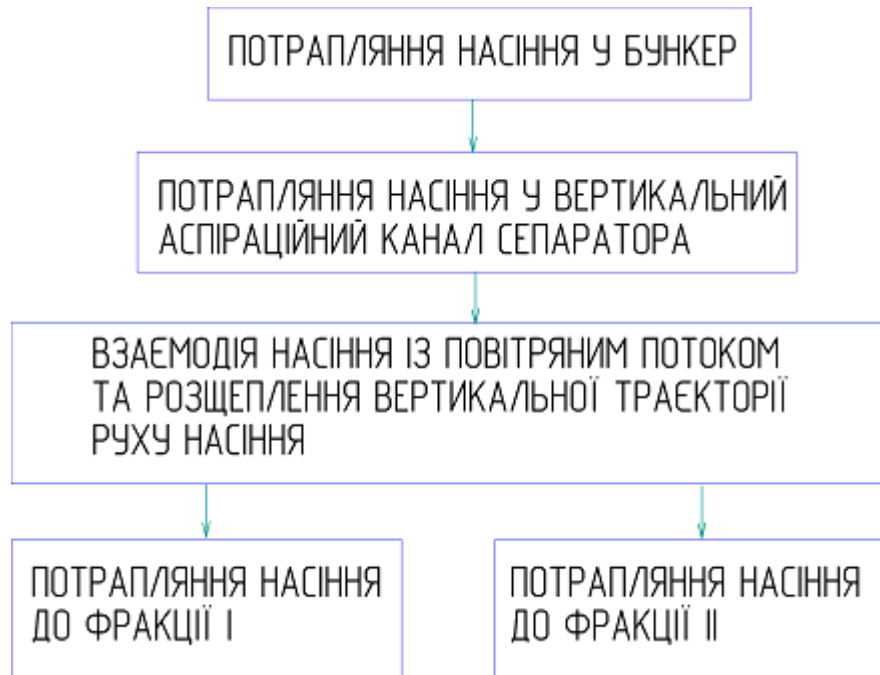 ПОТРАПЛЯННЯ НАСІННЯ У БУНКЕР
ПОТРАПЛЯННЯ НАСІННЯ У ВЕРТИКАЛЬНИЙ
АСПІРАЦІЙНИЙ КАНАЛ СЕПАРАТОРА
ВЗАЄМОДІЯ НАСІННЯ ІЗ ПОВІТРЯНИМ ПОТОКОМ
ТА РОЗЩЕПЛЕННЯ ВЕРТИКАЛЬНОЇ ТРАЄКТОРІЇ
РУХУ НАСІННЯ
ПОТРАПЛЯННЯ НАСІННЯ
ДО ФРАКЦІЇ І
ПОТРАПЛЯННЯ НАСІННЯ
ДО ФРАКЦІЇ ІІ